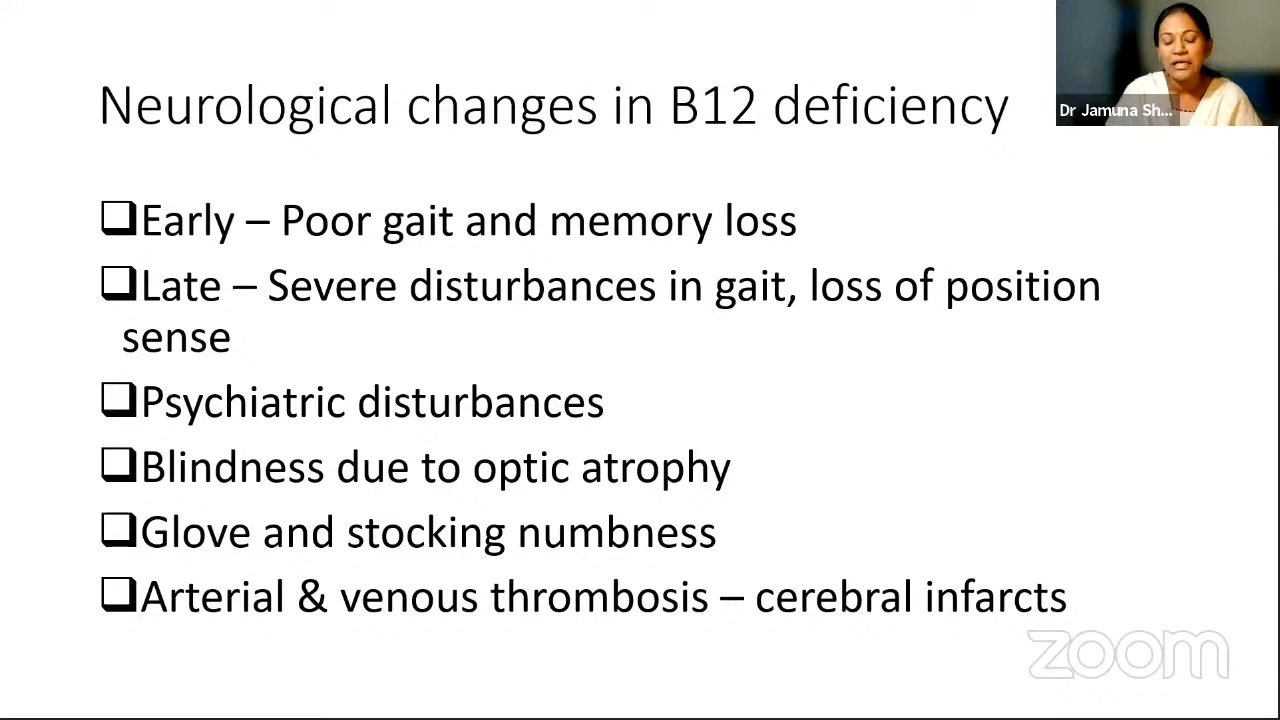 Neurological changes in B12 deficiency
Dr Jamuna Sh...
❑Early – Poor gait and memory loss
❑Late – Severe disturbances in gait, loss of position
sense
❑Psychiatric disturbances
❑Blindness due to optic atrophy
❑Glove and stocking numbness
❑Arterial & venous thrombosis – cerebral infarcts
zoom